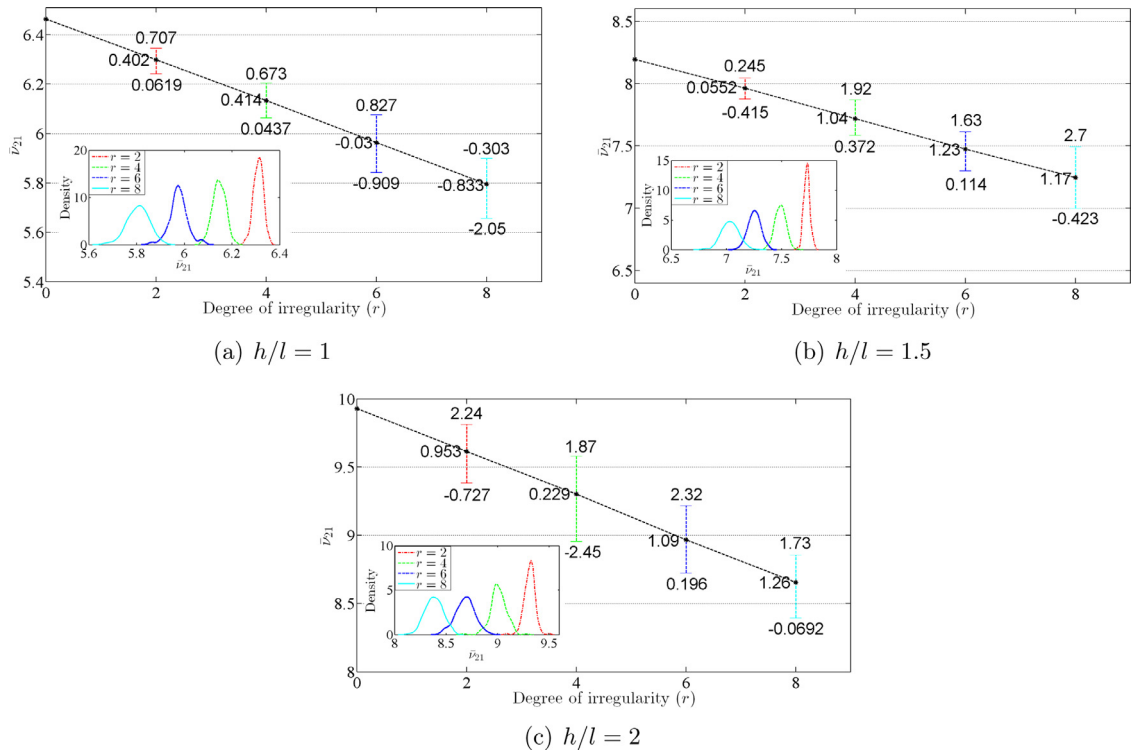 6.4
6.2
6
5.8
5.6
5.4
ν̄21
0.707
0.402
0.0619
0.673
0.414
0.0437
0.827
-0.03
-0.909
-0.303
-0.833
-2.05
20
10
0
Density
r = 2
r = 4
r = 6
r = 8
5.6 5.8 6 6.2 6.4
ν̄21
0 2 4 6 8
Degree of irregularity (r)
(a) h/l = 1
8.5
8
7.5
7
6.5
ν̄21
0.245
0.0552
-0.415
1.92
1.04
0.372
1.63
1.23
0.114
2.7
1.17
-0.423
15
10
5
0
Density
r = 2
r = 4
r = 6
r = 8
6.5 7 7.5 8
ν̄21
0 2 4 6 8
Degree of irregularity (r)
(b) h/l = 1.5
10
9.5
9
8.5
8
ν̄21
2.24
0.953
-0.727
1.87
0.229
-2.45
2.32
1.09
0.196
1.73
1.26
-0.0692
10
5
0
Density
r = 2
r = 4
r = 6
r = 8
8 8.5 9 9.5
ν̄21
0 2 4 6 8
Degree of irregularity (r)
(c) h/l = 2